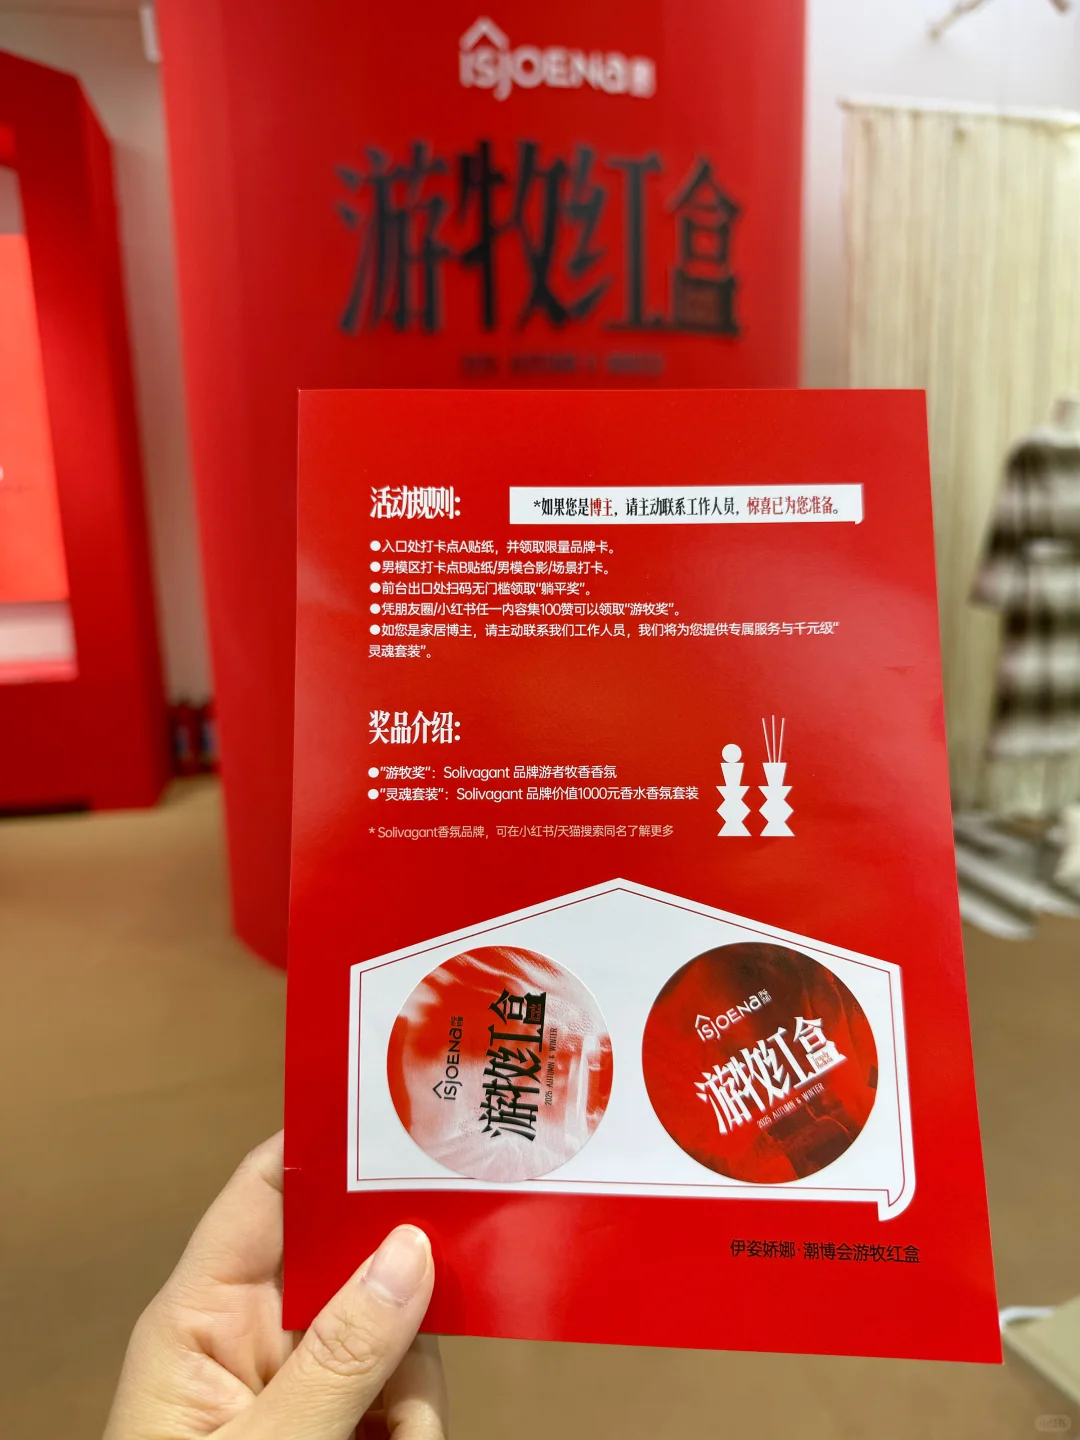 ISJOENA
游牧红盒
2025 AUTUMN & WINTER
活动规则:
*如果您是博主，请主动联系工作人员，惊喜已为您准备。
●入口处打卡点A贴纸，并领取限量品牌卡。
●男模区打卡点B贴纸/男模合影/场景打卡。
●前台出口处扫码无门槛领取“躺平奖”。
●凭朋友圈/小红书任一内容集100赞可以领取“游牧奖”。
●如您是家居博主，请主动联系我们工作人员，我们将为您提供专属服务与千元级“
灵魂套装”。
奖品介绍:
●“游牧奖”：Solivagant 品牌游者牧香香氛
●“灵魂套装“：Solivagant 品牌价值1000元香水香氛套装
* Solivagant香氛品牌，可在小红书/天猫搜索同名了解更多
ISJOENA
游牧红盒
2025 AUTUMN & WINTER
ISJOENA
游牧红盒
2025 AUTUMN & WINTER
伊姿娇娜·潮博会游牧红盒